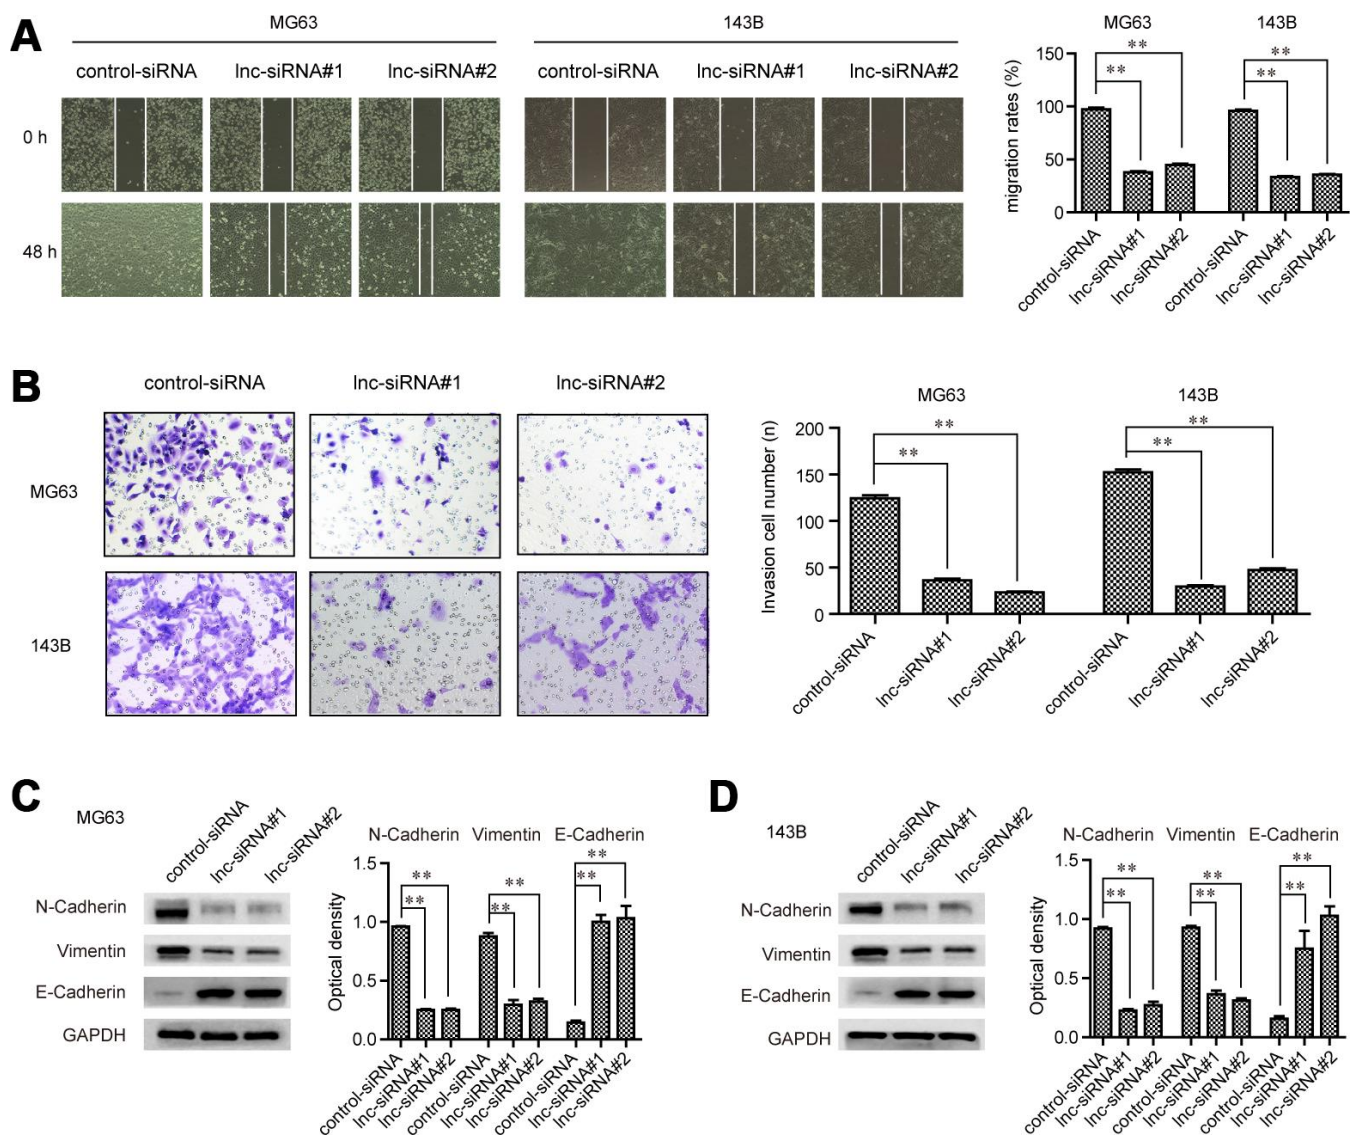 A
MG63
143B
control-siRNA lnc-siRNA#1 lnc-siRNA#2 control-siRNA lnc-siRNA#1 lnc-siRNA#2
0 h
48 h
MG63 143B
migration rates (%)
150
100
50
0
** ** ** **
control-siRNA lnc-siRNA#1 lnc-siRNA#2 control-siRNA lnc-siRNA#1 lnc-siRNA#2
B
control-siRNA lnc-siRNA#1 lnc-siRNA#2
MG63
143B
MG63 143B
Invasion cell number (n)
200
150
100
50
0
** ** ** **
control-siRNA lnc-siRNA#1 lnc-siRNA#2 control-siRNA lnc-siRNA#1 lnc-siRNA#2
C
MG63
control-siRNA lnc-siRNA#1 lnc-siRNA#2
N-Cadherin
Vimentin
E-Cadherin
GAPDH
N-Cadherin Vimentin E-Cadherin
Optical density
1.5
1.0
0.5
0.0
** ** ** ** ** **
control-siRNA lnc-siRNA#1 lnc-siRNA#2 control-siRNA lnc-siRNA#1 lnc-siRNA#2 control-siRNA lnc-siRNA#1 lnc-siRNA#2
D
143B
control-siRNA lnc-siRNA#1 lnc-siRNA#2
N-Cadherin
Vimentin
E-Cadherin
GAPDH
N-Cadherin Vimentin E-Cadherin
Optical density
1.5
1.0
0.5
0.0
** ** ** ** ** **
control-siRNA lnc-siRNA#1 lnc-siRNA#2 control-siRNA lnc-siRNA#1 lnc-siRNA#2 control-siRNA lnc-siRNA#1 lnc-siRNA#2